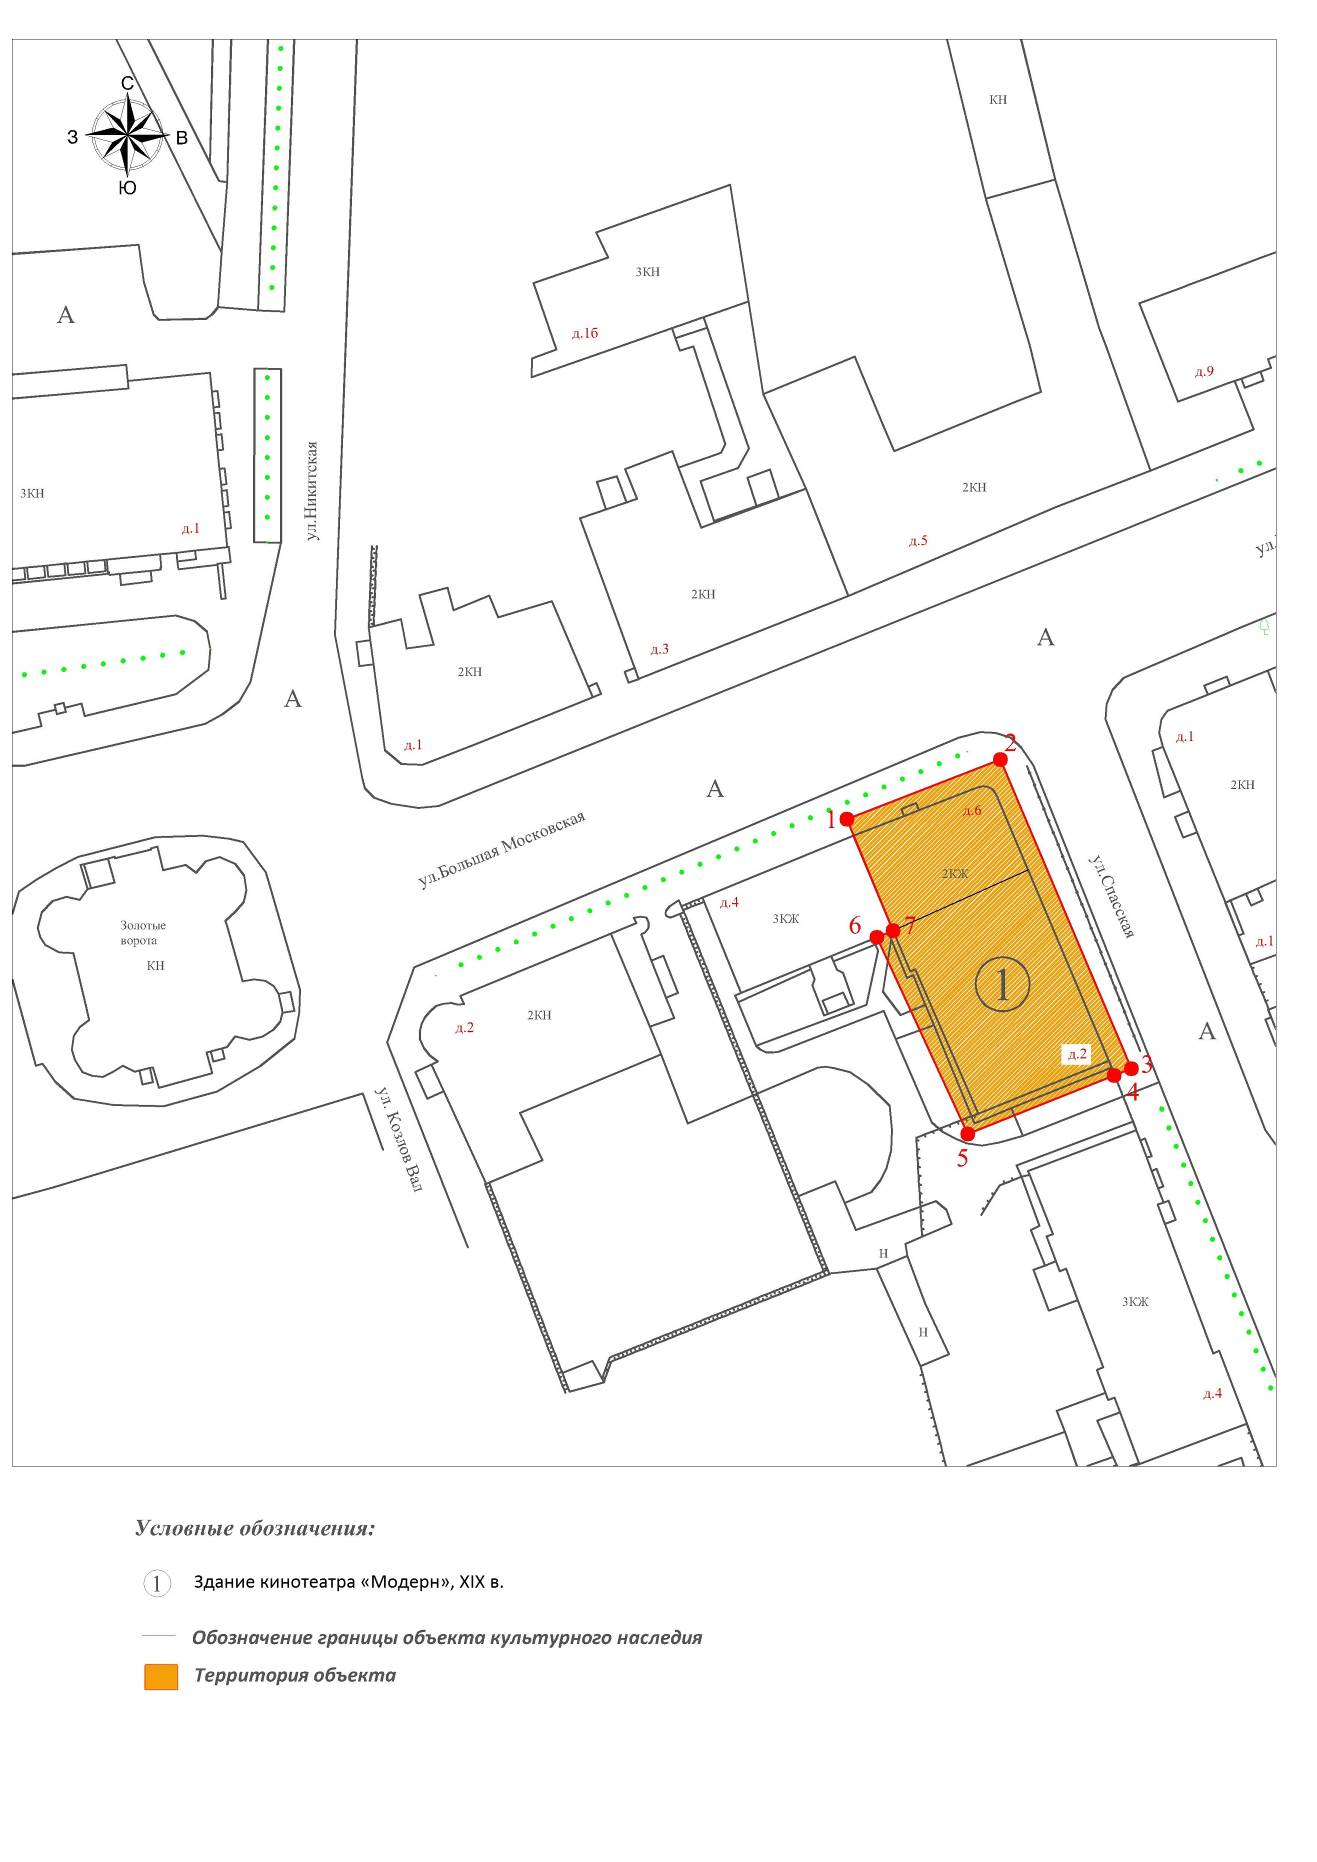 С
З
В
Ю
КН
А
3КН
д.1б
д.9
ул.Никитская
3КН
д.1
2КН
д.5
ул.
2КН
д.3
А
2КН
д.1
А
2
д.1
2КН
А
1
д.6
ул.Большая Московская
2КЖ
ул.Спасская
д.4
3КЖ
6
7
Золотые
ворота
КН
д.1
1
2КН
д.2
А
д.2
3
4
ул. Козлов Вал
5
Н
3КЖ
Н
д.4
Условные обозначения:
1
Здание кинотеатра «Модерн», XIX в.
Обозначение границы объекта культурного наследия
Территория объекта